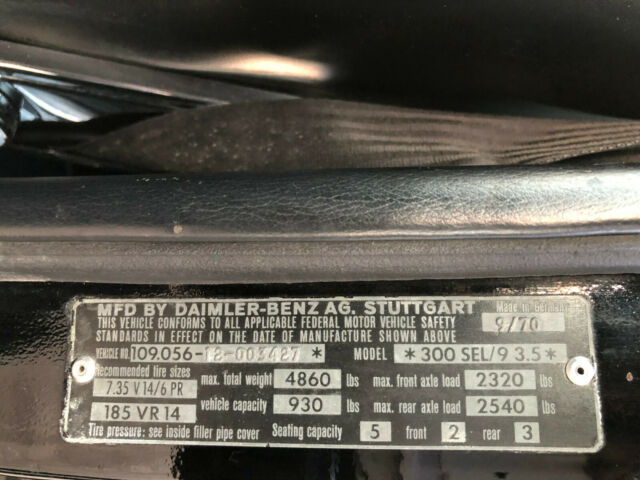 MFD BY DAIMLER-BENZ AG. STUTTGART Made in Germany
THIS VEHICLE CONFORMS TO ALL APPLICABLE FEDERAL MOTOR VEHICLE SAFETY 9/70
STANDARDS IN EFFECT ON THE DATE OF MANUFACTURE SHOWN ABOVE
VEHICLE NO. 109.056-12-003427 * MODEL * 300 SEL/9 3.5 *
Recommended tire sizes max. total weight 4860 lbs max. front axle load 2320 lbs
7.35 V 14/6 PR
185 VR 14 vehicle capacity 930 lbs max. rear axle load 2540 lbs
Tire pressure: see inside filler pipe cover Seating capacity 5 front 2 rear 3